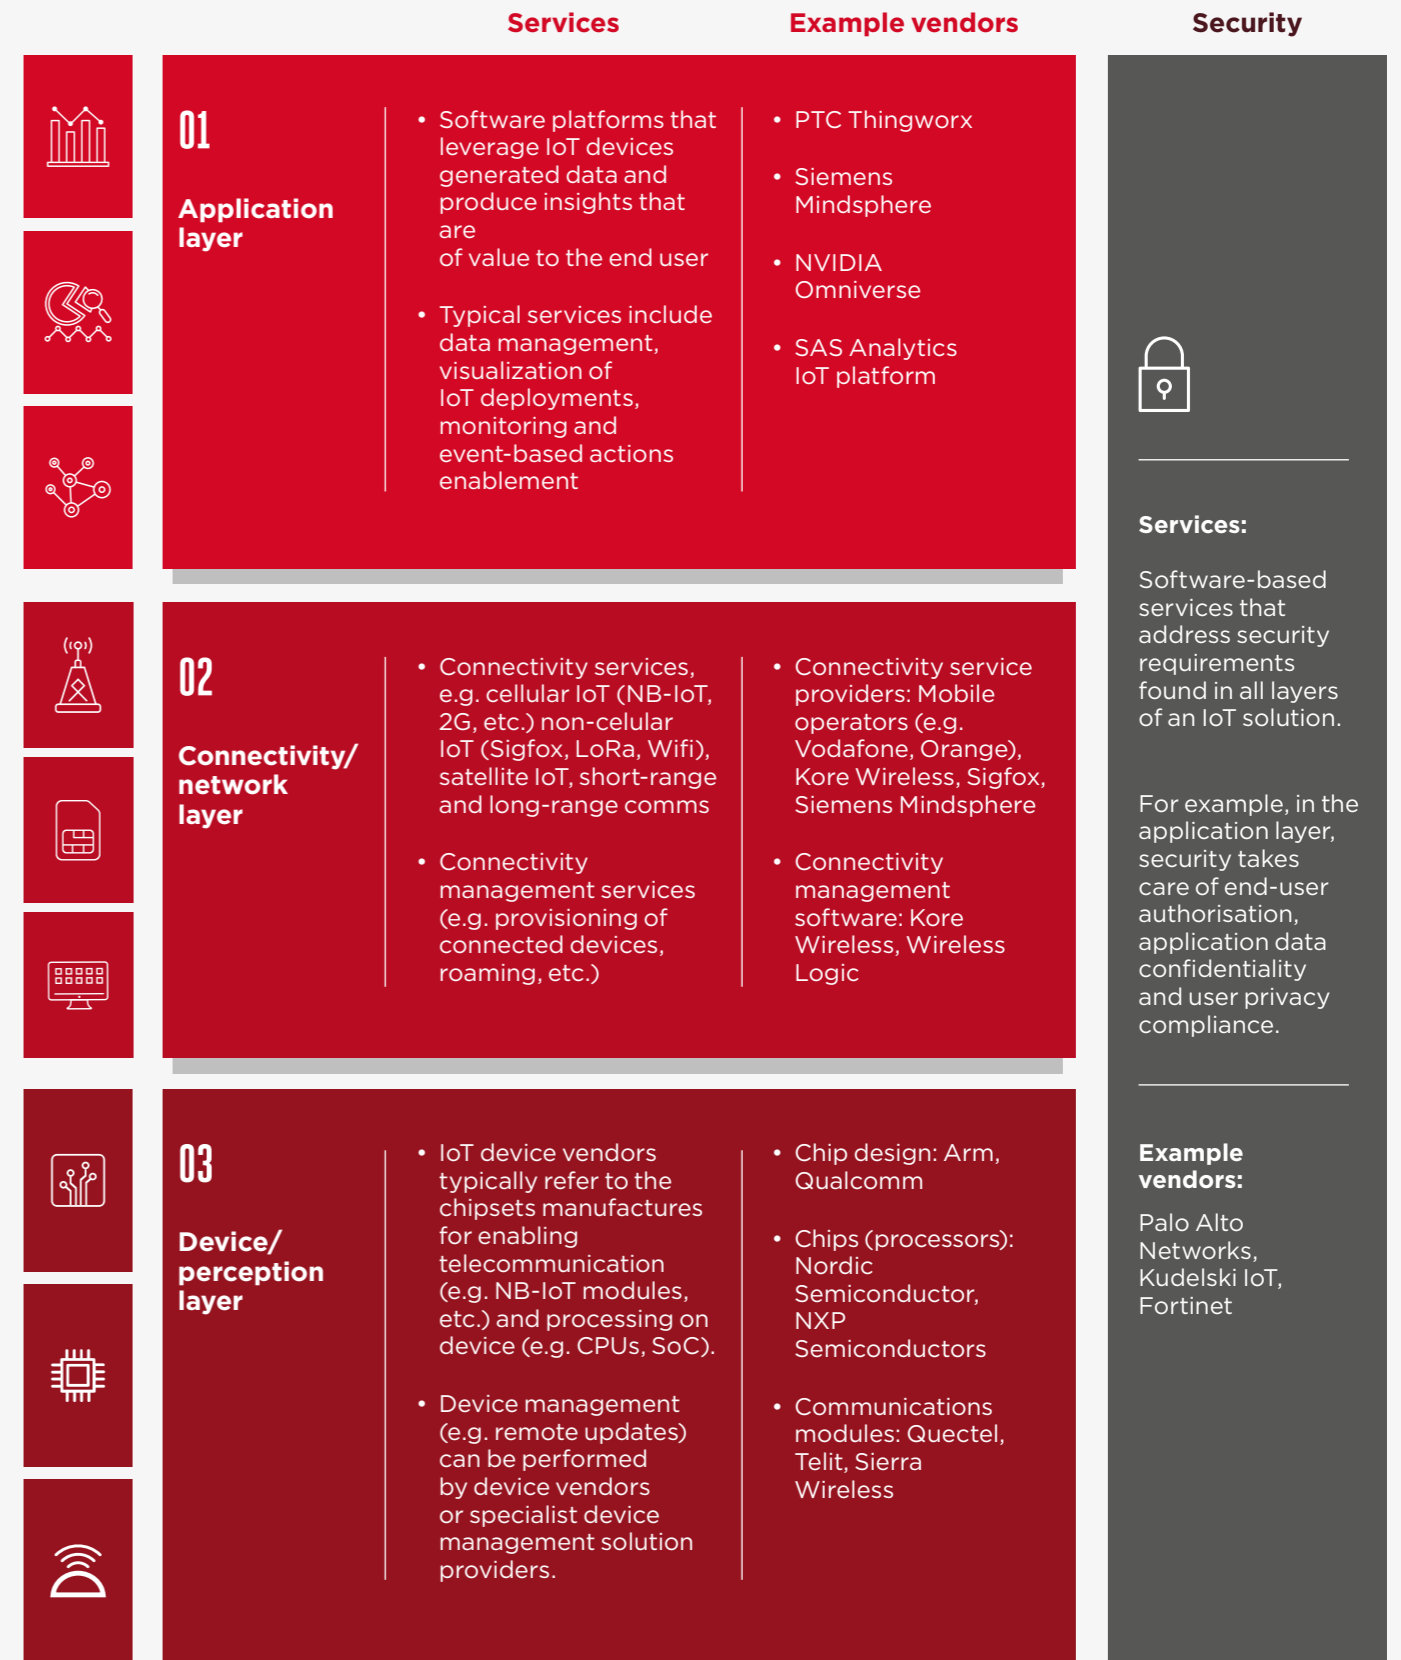 Services
Example vendors
Security
01
Application
layer
• Software platforms that
leverage IoT devices
generated data and
produce insights that
are
of value to the end user
• Typical services include
data management,
visualization of
IoT deployments,
monitoring and
event-based actions
enablement
• PTC Thingworx
• Siemens
Mindsphere
• NVIDIA
Omniverse
• SAS Analytics
IoT platform
02
Connectivity/
network
layer
• Connectivity services,
e.g. cellular IoT (NB-IoT,
2G, etc.) non-celular
IoT (Sigfox, LoRa, Wifi),
satellite IoT, short-range
and long-range comms
• Connectivity
management services
(e.g. provisioning of
connected devices,
roaming, etc.)
• Connectivity service
providers: Mobile
operators (e.g.
Vodafone, Orange),
Kore Wireless, Sigfox,
Siemens Mindsphere
• Connectivity
management
software: Kore
Wireless, Wireless
Logic
03
Device/
perception
layer
• IoT device vendors
typically refer to the
chipsets manufactures
for enabling
telecommunication
(e.g. NB-IoT modules,
etc.) and processing on
device (e.g. CPUs, SoC).
• Device management
(e.g. remote updates)
can be performed
by device vendors
or specialist device
management solution
providers.
• Chip design: Arm,
Qualcomm
• Chips (processors):
Nordic
Semiconductor,
NXP
Semiconductors
• Communications
modules: Quectel,
Telit, Sierra
Wireless
Services:
Software-based
services that
address security
requirements
found in all layers
of an IoT solution.
For example, in the
application layer,
security takes
care of end-user
authorisation,
application data
confidentiality
and user privacy
compliance.
Example
vendors:
Palo Alto
Networks,
Kudelski IoT,
Fortinet